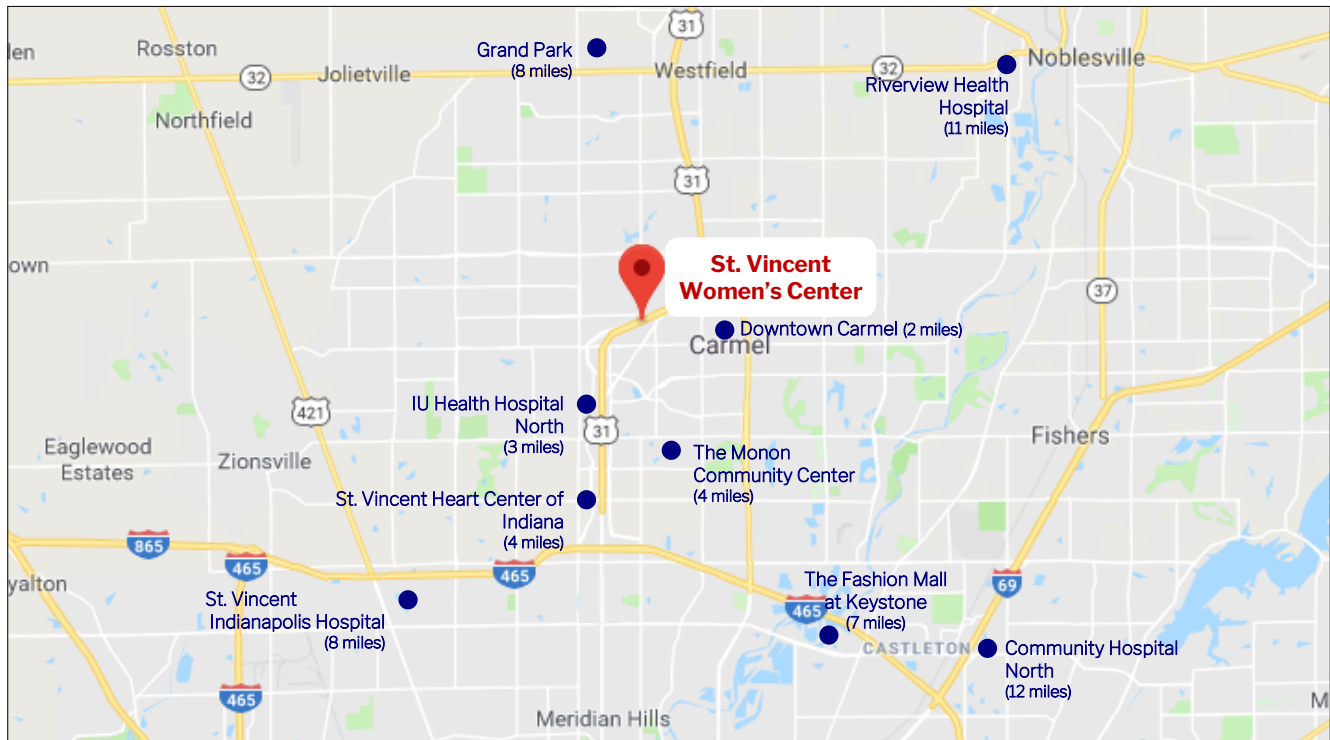 31
len
Rosston
Grand Park
(8 miles)
Westfield
Noblesville
32
Jolietville
32
Riverview Health
Hospital
(11 miles)
Northfield
31
St. Vincent
Women's Center
own
37
Downtown Carmel (2 miles)
Carmel
421
IU Health Hospital
North
(3 miles)
31
Fishers
Eaglewood
Estates
Zionsville
The Monon
Community Center
(4 miles)
St. Vincent Heart Center of
Indiana
(4 miles)
865
465
465
yalton
St. Vincent
Indianapolis Hospital
(8 miles)
The Fashion Mall
at Keystone
(7 miles)
465
69
CASTLETON
Community Hospital
North
(12 miles)
465
Meridian Hills
M